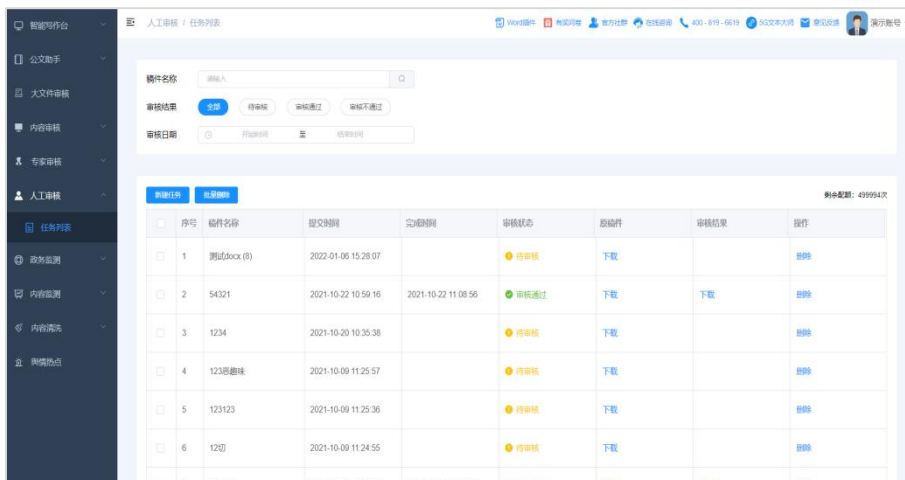 智能写作台
公文助手
大文件审核
内容审核
专家审核
人工审核
任务列表
政务监测
内容监测
内容清洗
舆情热点
人工审核 / 任务列表
Word插件 有奖问卷 官方社群 在线咨询 400-819-6619 5G文本大师 意见反馈 演示账号
稿件名称 请输入
审核结果 全部 待审核 审核通过 审核不通过
审核日期 开始时间 至 结束时间
新建任务 批量删除 剩余配额：499994次
序号 稿件名称 提交时间 完成时间 审核状态 原稿件 审核结果 操作
1 测试docx (8) 2022-01-06 15:28:07 待审核 下载 删除
2 54321 2021-10-22 10:59:16 2021-10-22 11:08:56 审核通过 下载 下载 删除
3 1234 2021-10-20 10:35:38 待审核 下载 删除
4 123恶趣味 2021-10-09 11:25:57 待审核 下载 删除
5 123123 2021-10-09 11:25:36 待审核 下载 删除
6 12切 2021-10-09 11:24:55 待审核 下载 删除